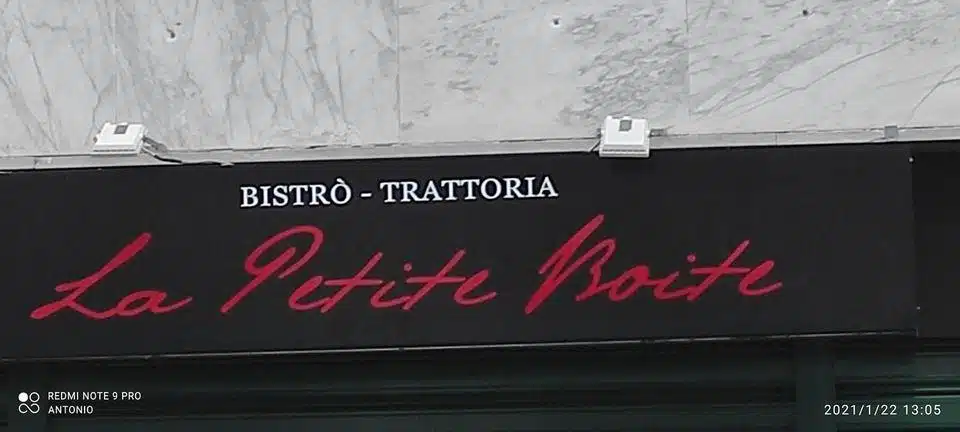 BISTRÒ - TRATTORIA
La Petite Boite
REDMI NOTE 9 PRO
ANTONIO
2021/1/22 13:05